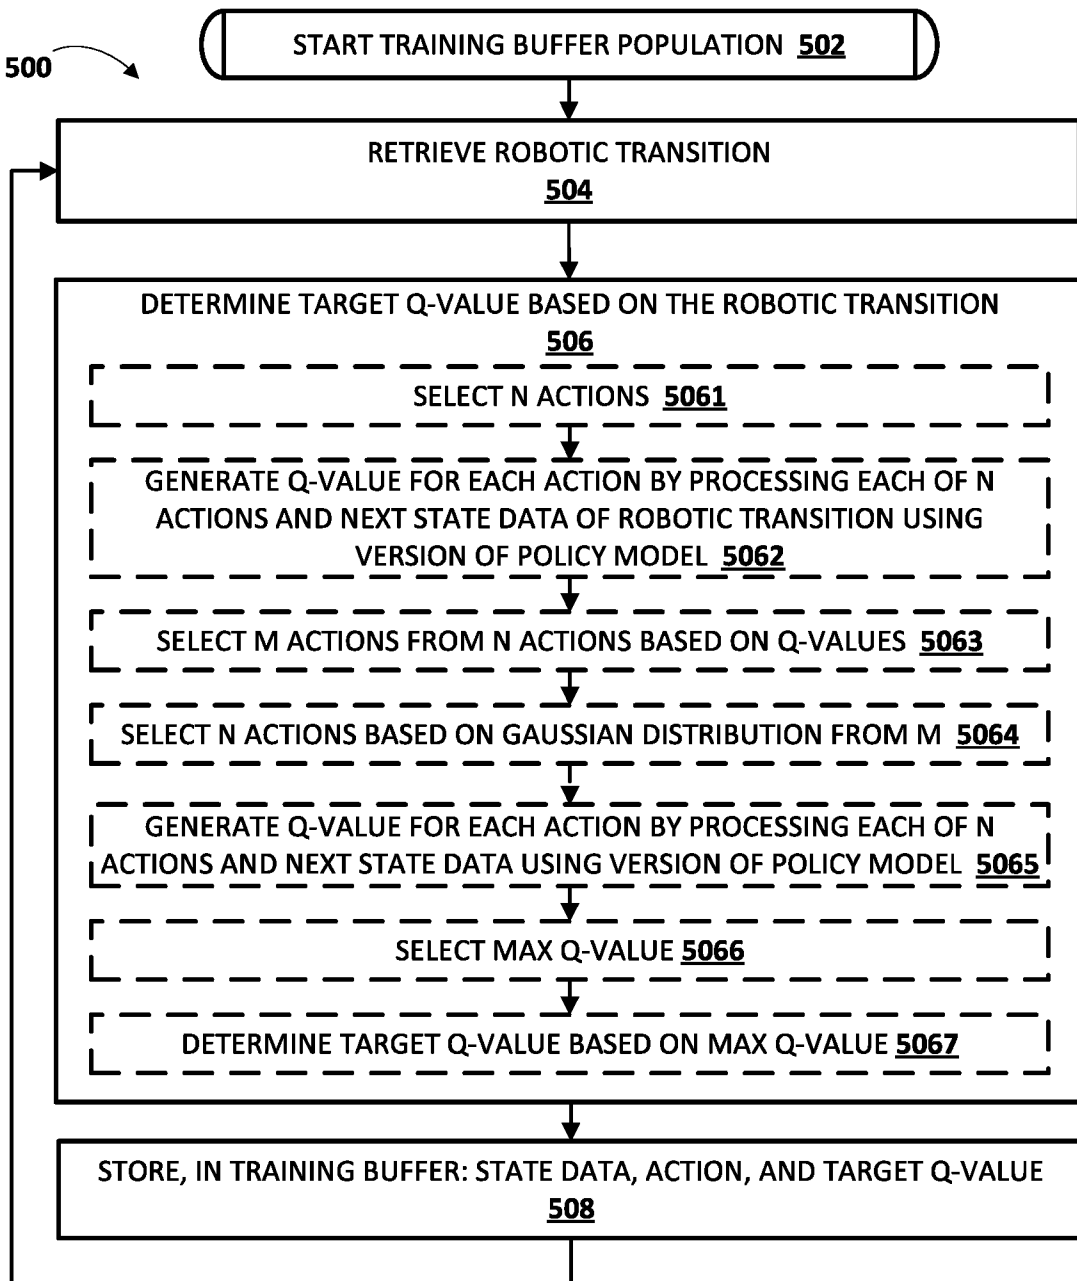 START TRAINING BUFFER POPULATION 502
500
RETRIEVE ROBOTIC TRANSITION
504
DETERMINE TARGET Q-VALUE BASED ON THE ROBOTIC TRANSITION
506
SELECT N ACTIONS 5061
GENERATE Q-VALUE FOR EACH ACTION BY PROCESSING EACH OF N
ACTIONS AND NEXT STATE DATA OF ROBOTIC TRANSITION USING
VERSION OF POLICY MODEL 5062
SELECT M ACTIONS FROM N ACTIONS BASED ON Q-VALUES 5063
SELECT N ACTIONS BASED ON GAUSSIAN DISTRIBUTION FROM M 5064
GENERATE Q-VALUE FOR EACH ACTION BY PROCESSING EACH OF N
ACTIONS AND NEXT STATE DATA USING VERSION OF POLICY MODEL 5065
SELECT MAX Q-VALUE 5066
DETERMINE TARGET Q-VALUE BASED ON MAX Q-VALUE 5067
STORE, IN TRAINING BUFFER: STATE DATA, ACTION, AND TARGET Q-VALUE
508